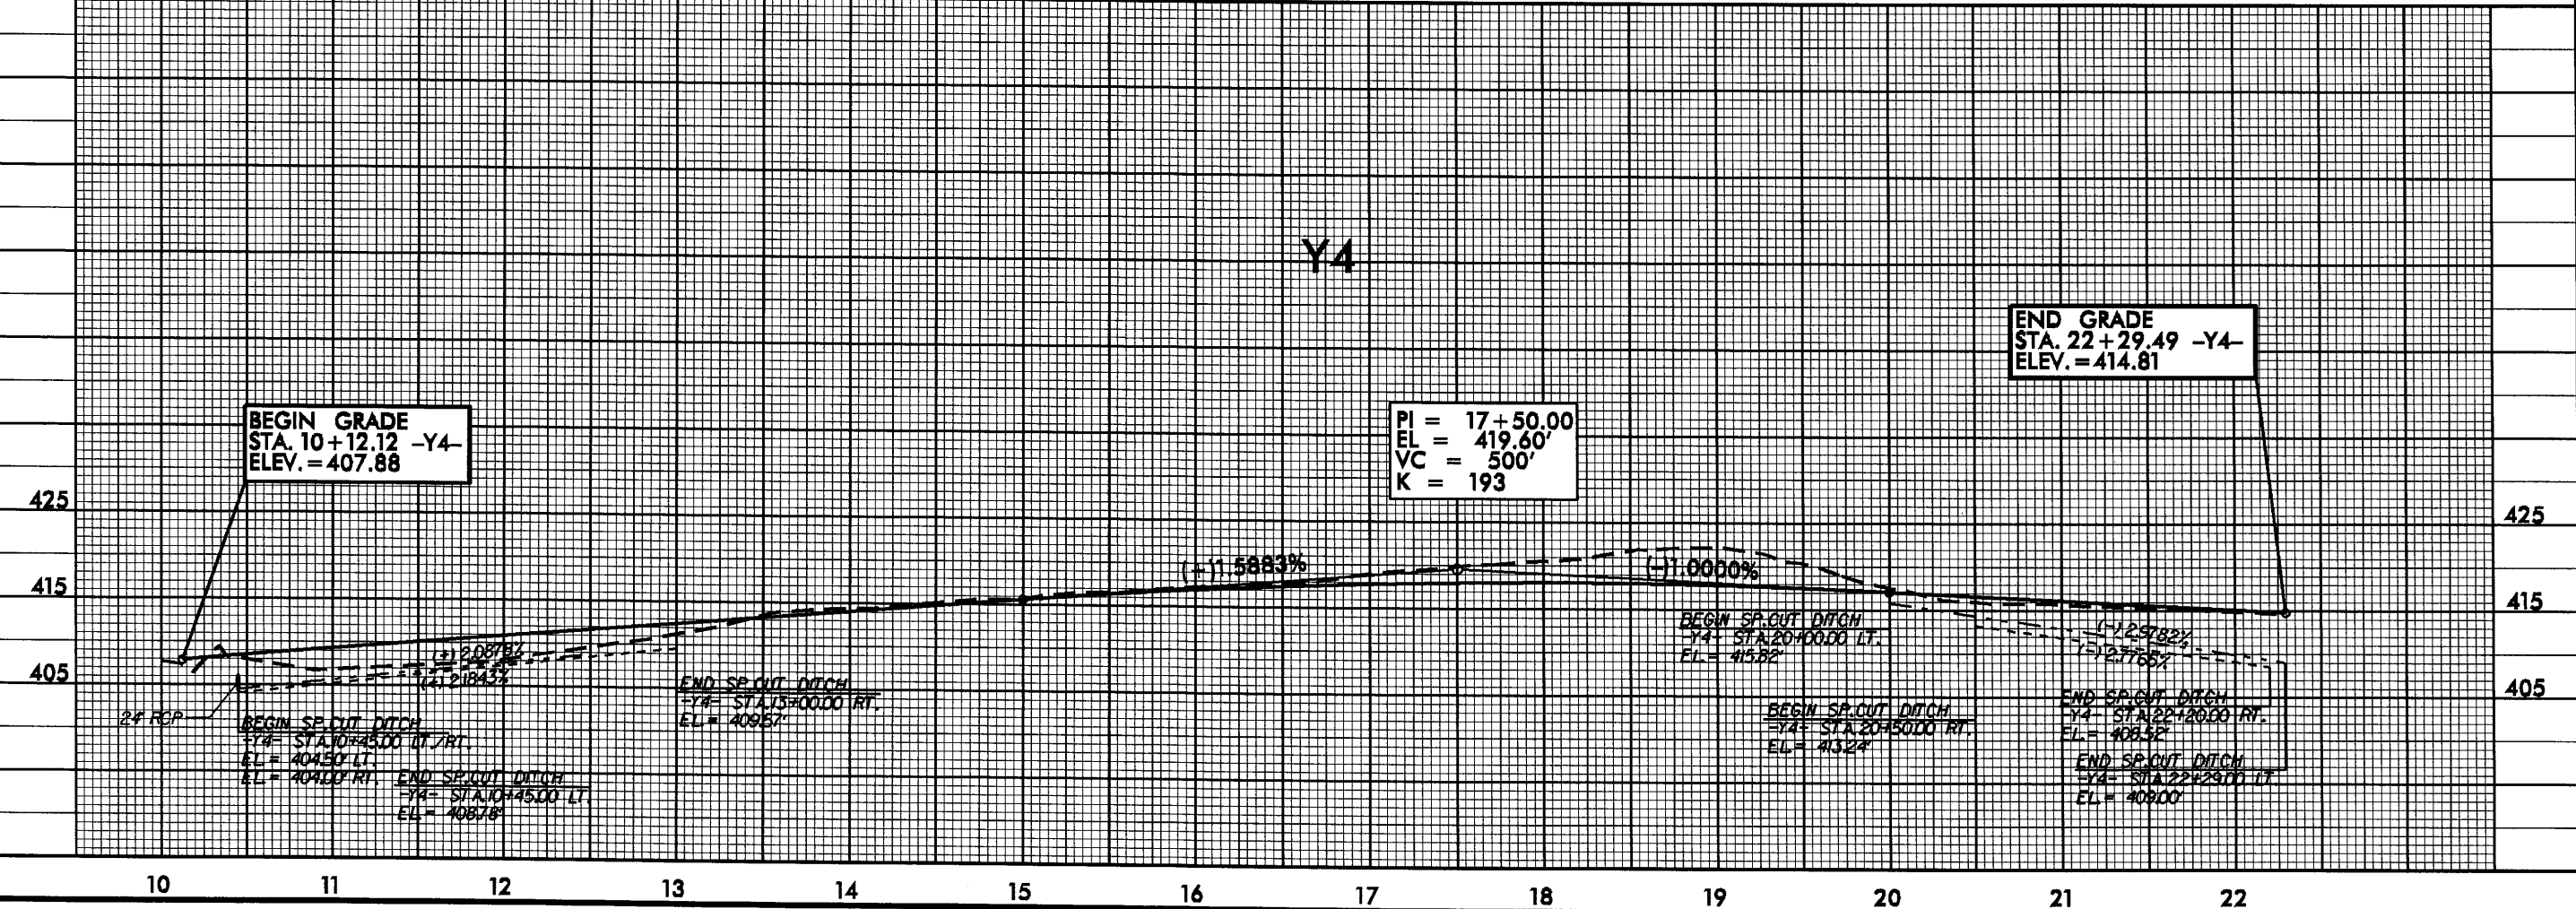 Y4
END GRADE
STA. 22+29.49 -Y4-
ELEV.=414.81
BEGIN GRADE
STA. 10+12.12 -Y4-
ELEV.=407.88
PI = 17+50.00
EL = 419.60'
VC = 500'
K = 193
425
425
(+)1.5883%
(-)1.0000%
415
415
BEGIN SP.CUT DITCH
-Y4- STA.20+00.00 LT.
EL.= 415.82'
(-)2.9782%
(-)2.7765%
(+)2.0878%
(+)2.1843%
405
405
24" RCP
END SP.CUT DITCH
-Y4- STA.13+00.00 RT.
EL.= 409.57'
BEGIN SP.CUT DITCH
-Y4- STA.10+45.00 LT./RT.
EL.= 404.50' LT.
EL.= 404.00' RT.
END SP.CUT DITCH
-Y4- STA.10+45.00 LT.
EL.= 408.78'
BEGIN SP.CUT DITCH
-Y4- STA.20+50.00 RT.
EL.= 413.24'
END SP.CUT DITCH
-Y4- STA.22+20.00 RT.
EL.= 408.52'
END SP.CUT DITCH
-Y4- STA.22+29.00 LT.
EL.= 409.00'
10 11 12 13 14 15 16 17 18 19 20 21 22